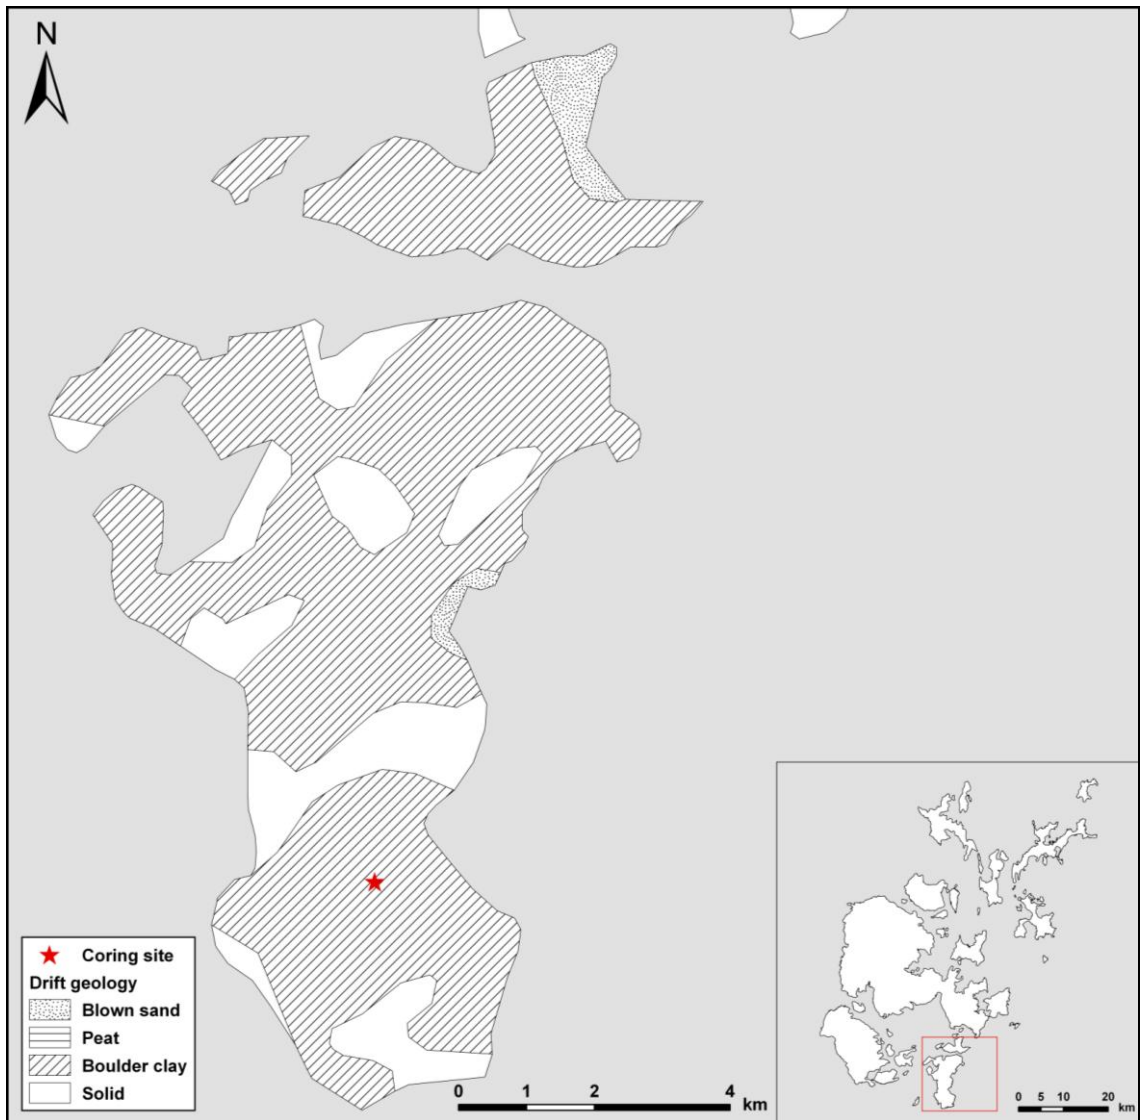 N
Coring site
Drift geology
Blown sand
Peat
Boulder clay
Solid
0 1 2 4
km
0 5 10 20
km